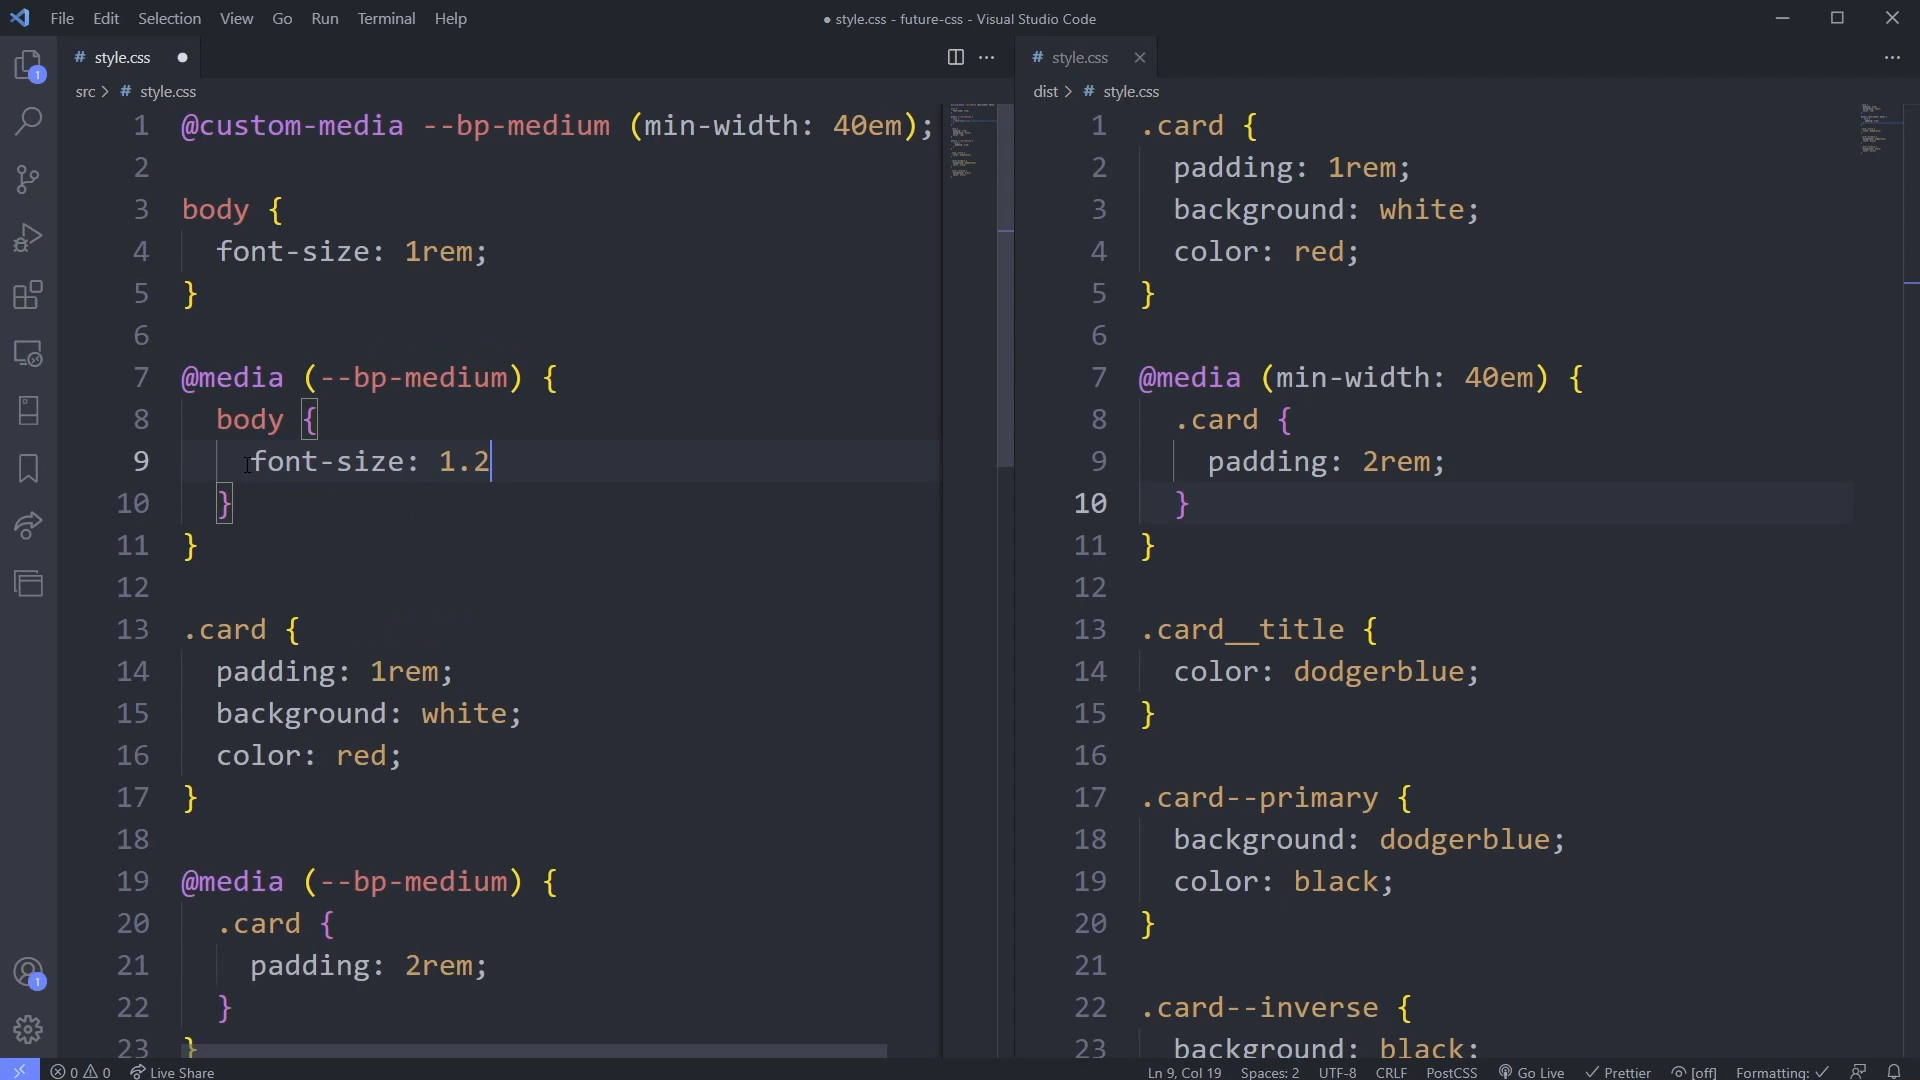 File Edit Selection View Go Run Terminal Help
● style.css - future-css - Visual Studio Code
# style.css ●
# style.css
src > # style.css
dist > # style.css
1 @custom-media --bp-medium (min-width: 40em);
2
3 body {
4 font-size: 1rem;
5 }
6
7 @media (--bp-medium) {
8 body {
9 font-size: 1.2
10 }
11 }
12
13 .card {
14 padding: 1rem;
15 background: white;
16 color: red;
17 }
18
19 @media (--bp-medium) {
20 .card {
21 padding: 2rem;
22 }
23 }
1 .card {
2 padding: 1rem;
3 background: white;
4 color: red;
5 }
6
7 @media (min-width: 40em) {
8 .card {
9 padding: 2rem;
10 }
11 }
12
13 .card__title {
14 color: dodgerblue;
15 }
16
17 .card--primary {
18 background: dodgerblue;
19 color: black;
20 }
21
22 .card--inverse {
23 background: black;
1
1
0 0 Live Share
Ln 9, Col 19 Spaces: 2 UTF-8 CRLF PostCSS Go Live Prettier [off] Formatting: ✓